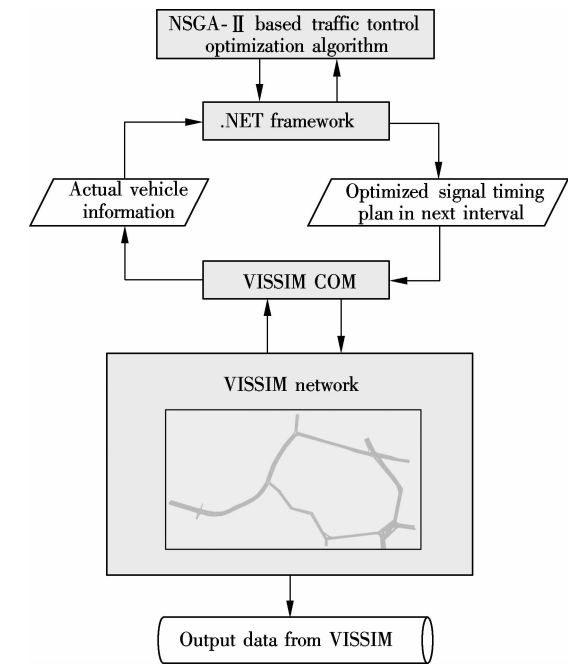 NSGA-Ⅱ based traffic tontrol
optimization algorithm
.NET framework
Actual vehicle
information
Optimized signal timing
plan in next interval
VISSIM COM
VISSIM network
Output data from VISSIM